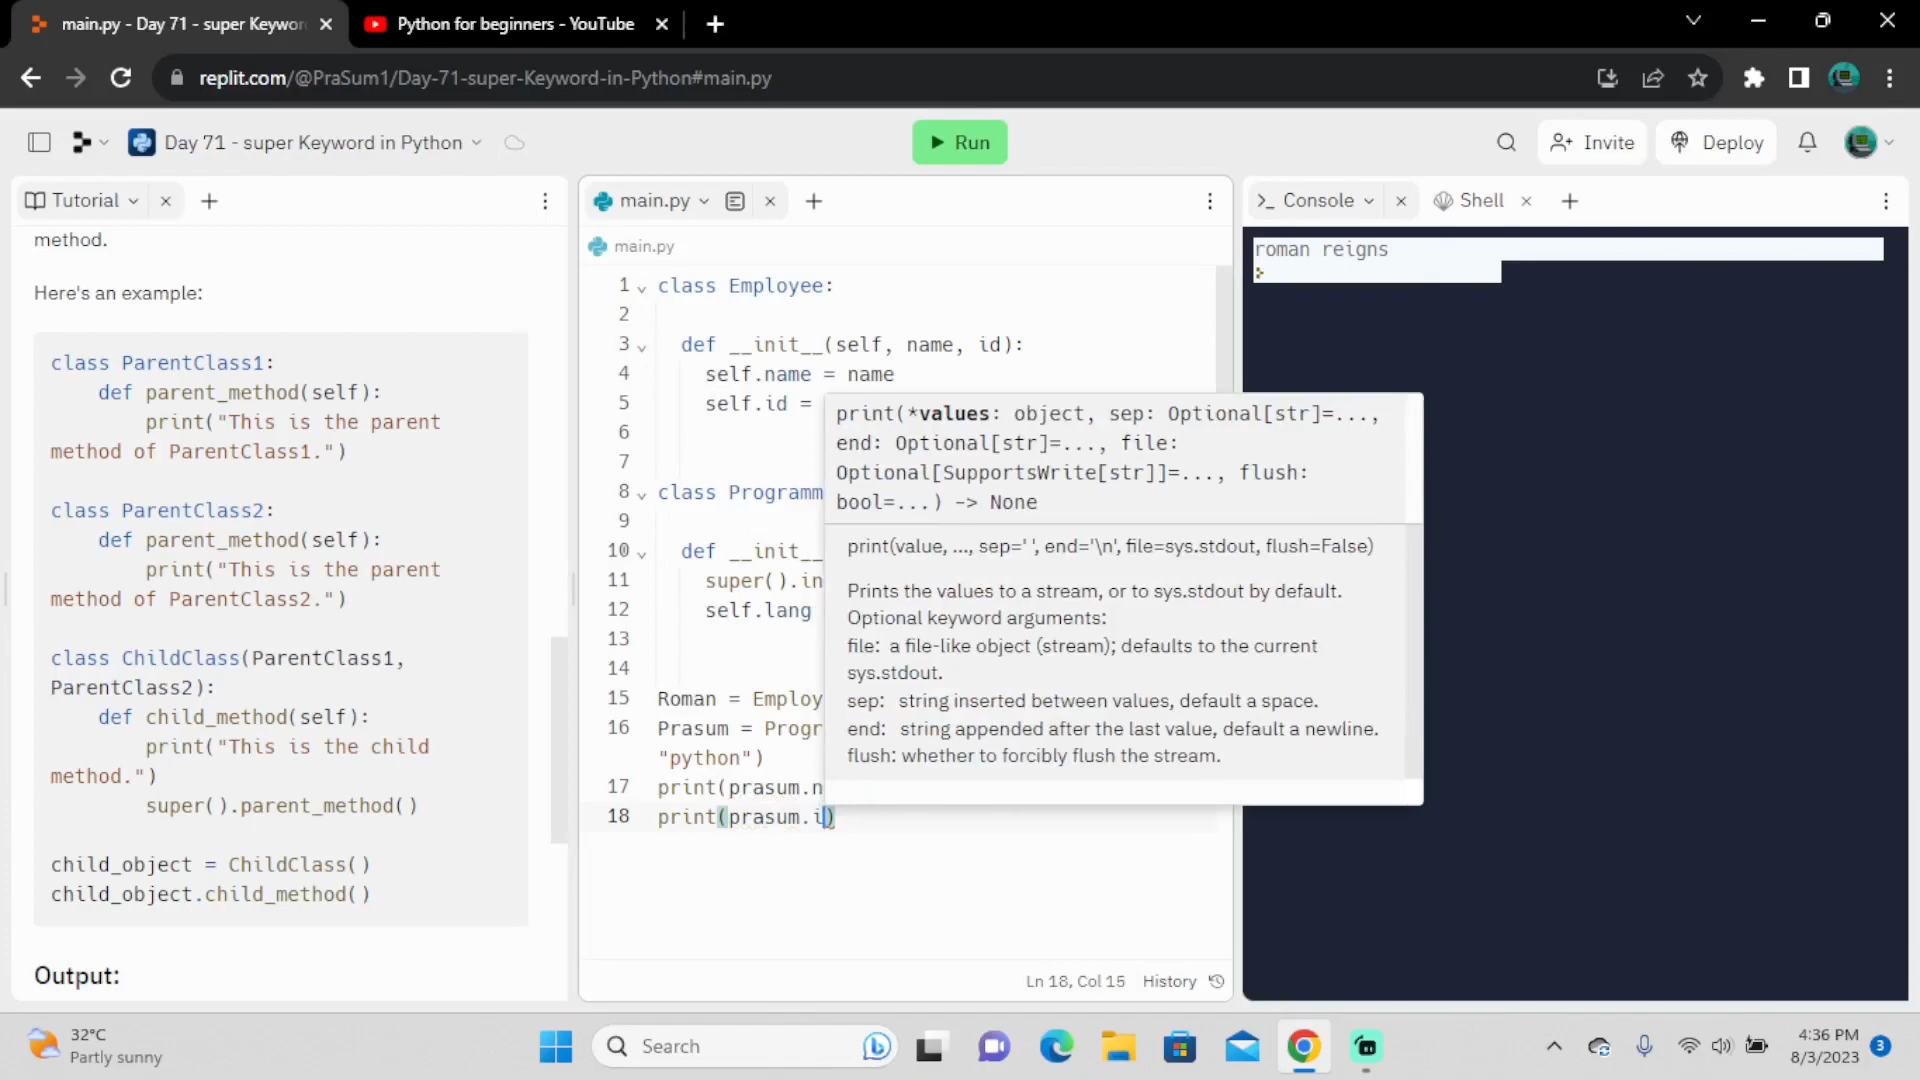 main.py - Day 71 - super Keywor
Python for beginners - YouTube
replit.com/@PraSum1/Day-71-super-Keyword-in-Python#main.py
Day 71 - super Keyword in Python
Run
Invite
Deploy
Tutorial
method.
Here's an example:
class ParentClass1:
    def parent_method(self):
        print("This is the parent
method of ParentClass1.")
class ParentClass2:
    def parent_method(self):
        print("This is the parent
method of ParentClass2.")
class ChildClass(ParentClass1,
ParentClass2):
    def child_method(self):
        print("This is the child
method.")
        super().parent_method()
child_object = ChildClass()
child_object.child_method()
Output:
main.py
main.py
1 class Employee:
2
3   def __init__(self, name, id):
4     self.name = name
5     self.id =
6
7
8 class Programm
9
10   def __init__
11     super().in
12     self.lang
13
14
15 Roman = Employ
16 Prasum = Progr
"python")
17 print(prasum.n
18 print(prasum.i)
print(*values: object, sep: Optional[str]=...,
end: Optional[str]=..., file:
Optional[SupportsWrite[str]]=..., flush:
bool=...) -> None
print(value, ..., sep=' ', end='\n', file=sys.stdout, flush=False)
Prints the values to a stream, or to sys.stdout by default.
Optional keyword arguments:
file: a file-like object (stream); defaults to the current
sys.stdout.
sep: string inserted between values, default a space.
end: string appended after the last value, default a newline.
flush: whether to forcibly flush the stream.
Ln 18, Col 15 History
Console
Shell
roman reigns
32°C
Partly sunny
Search
4:36 PM
8/3/2023
3